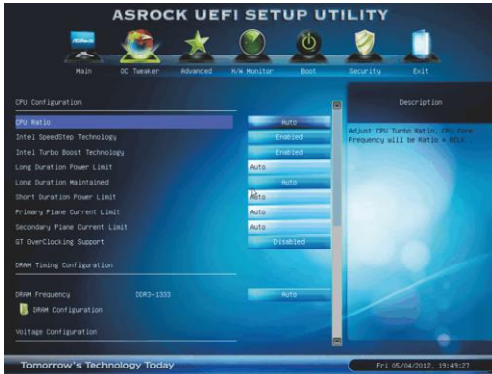 ASROCK UEFI SETUP UTILITY
Main OC Tweaker Advanced H/W Monitor Boot Security Exit
CPU Configuration
Description
CPU Ratio Auto
Adjust CPU Turbo Ratio, CPU Core
Frequency will be Ratio * BCLK.
Intel SpeedStep Technology Enabled
Intel Turbo Boost Technology Enabled
Long Duration Power Limit Auto
Long Duration Maintained Auto
Short Duration Power Limit Auto
Primary Plane Current Limit Auto
Secondary Plane Current Limit Auto
GT OverClocking Support Disabled
DRAM Timing Configuration
DRAM Frequency DDR3-1333 Auto
DRAM Configuration
Voltage Configuration
Tomorrow's Technology Today
Fri 05/04/2012, 19:49:27